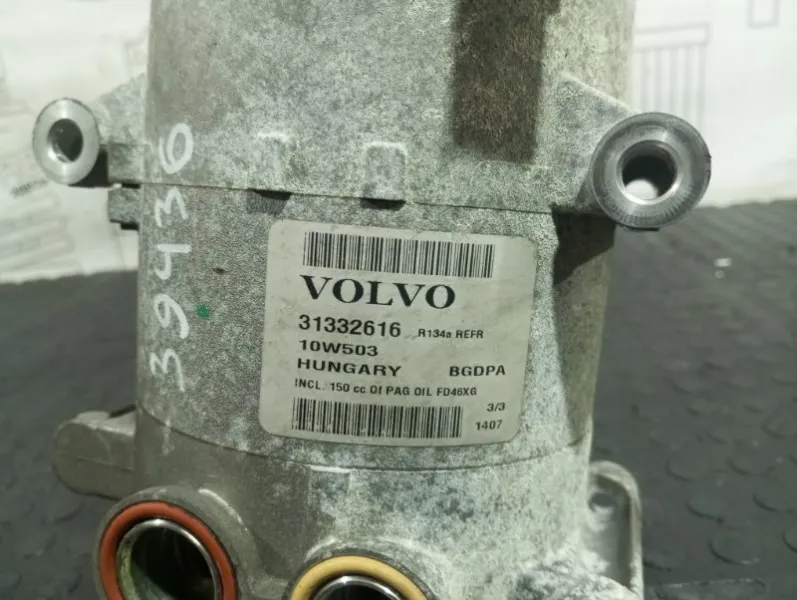 VOLVO
31332616 R134a REFR
10W503
HUNGARY BGDPA
INCL. 150 cc Of PAG OIL FD46XG
3/3
1407
39436